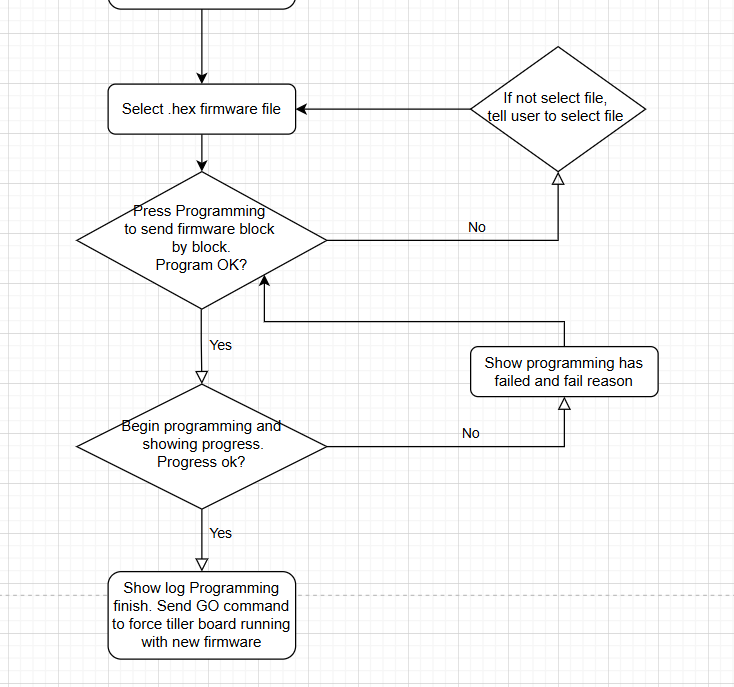 Select .hex firmware file
If not select file,
tell user to select file
Press Programming
to send firmware block
by block.
Program OK?
No
Yes
Show programming has
failed and fail reason
Begin programming and
showing progress.
Progress ok?
No
Yes
Show log Programming
finish. Send GO command
to force tiller board running
with new firmware